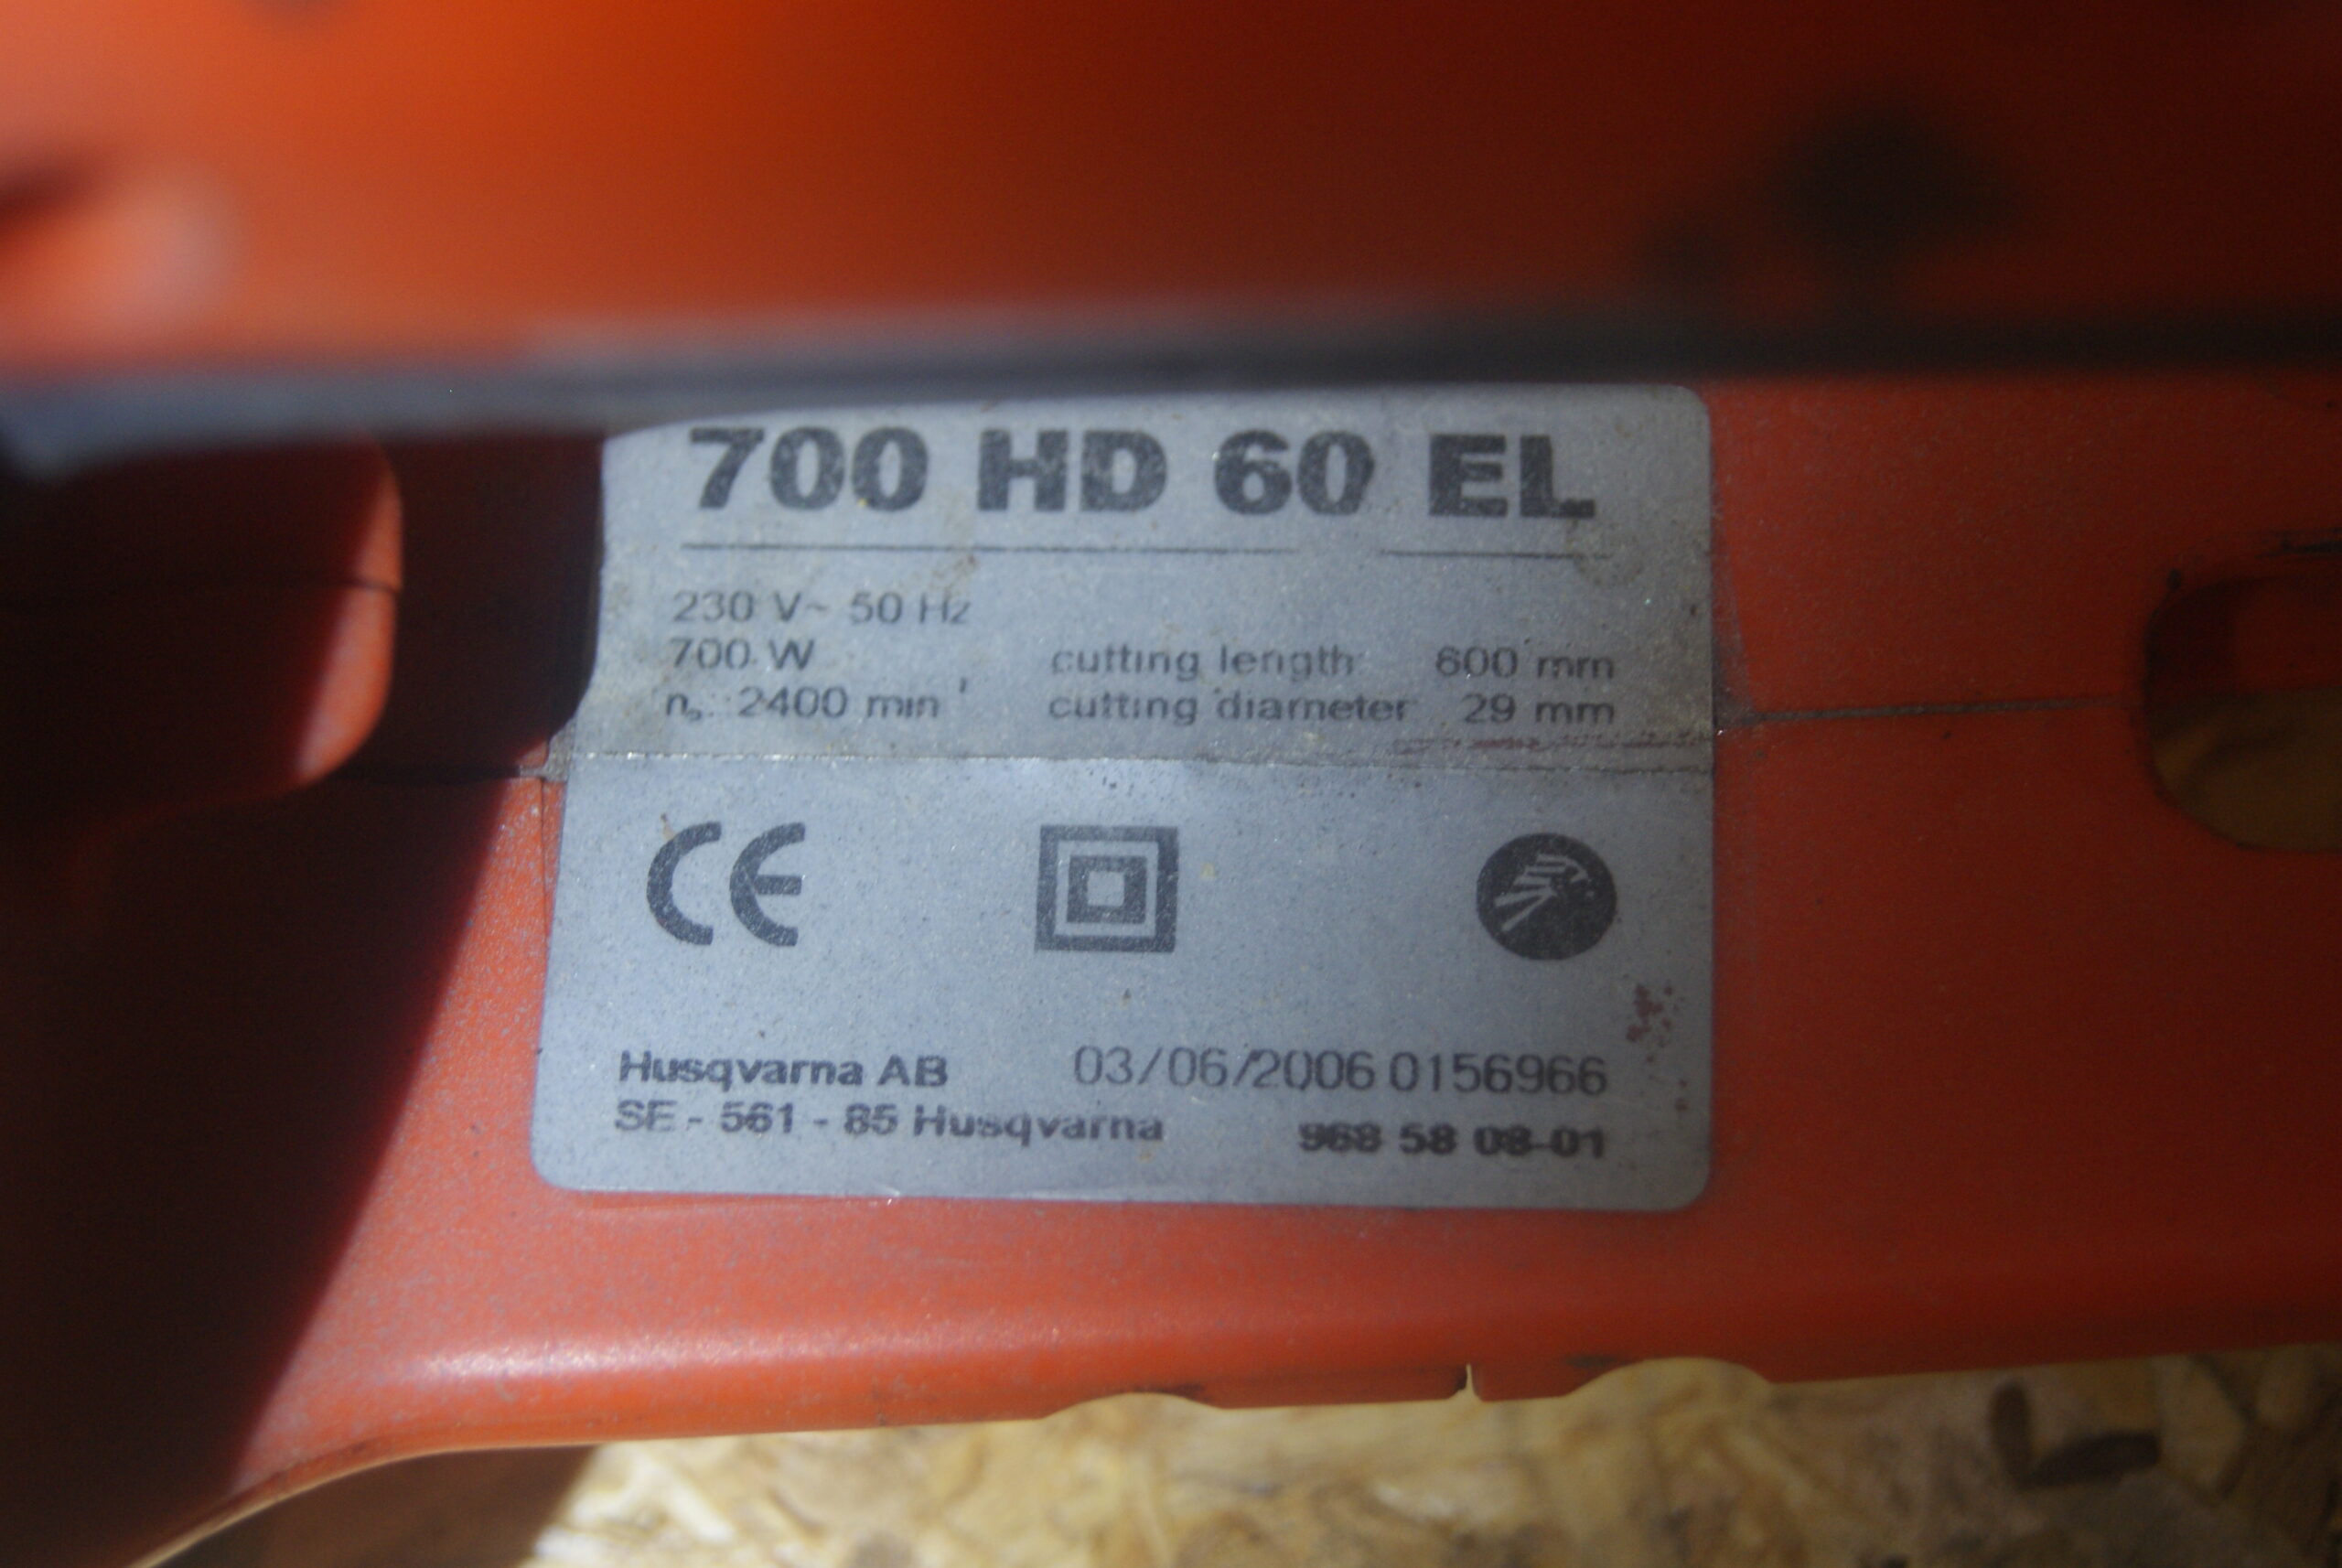 700 HD 60 EL
230 V~ 50 Hz
700 W cutting length: 600 mm
n₀: 2400 min⁻¹ cutting diameter 29 mm
CE
Husqvarna AB 03/06/2006 0156966
SE - 561 - 85 Husqvarna 968 58 08-01